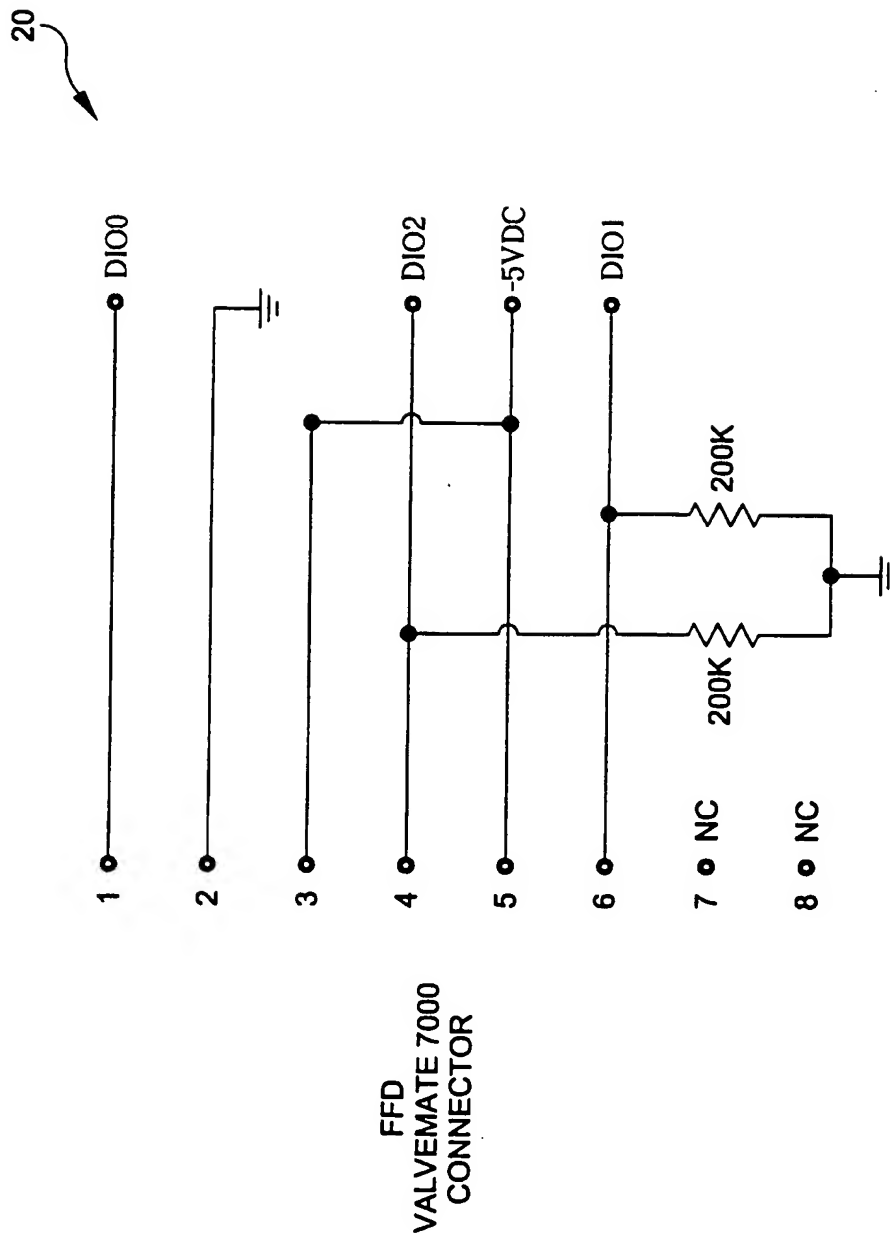 20
1
DIO0
2
3
4
DIO2
5
-5VDC
6
DIO1
200K
200K
7 NC
8 NC
FFD
VALVEMATE 7000
CONNECTOR